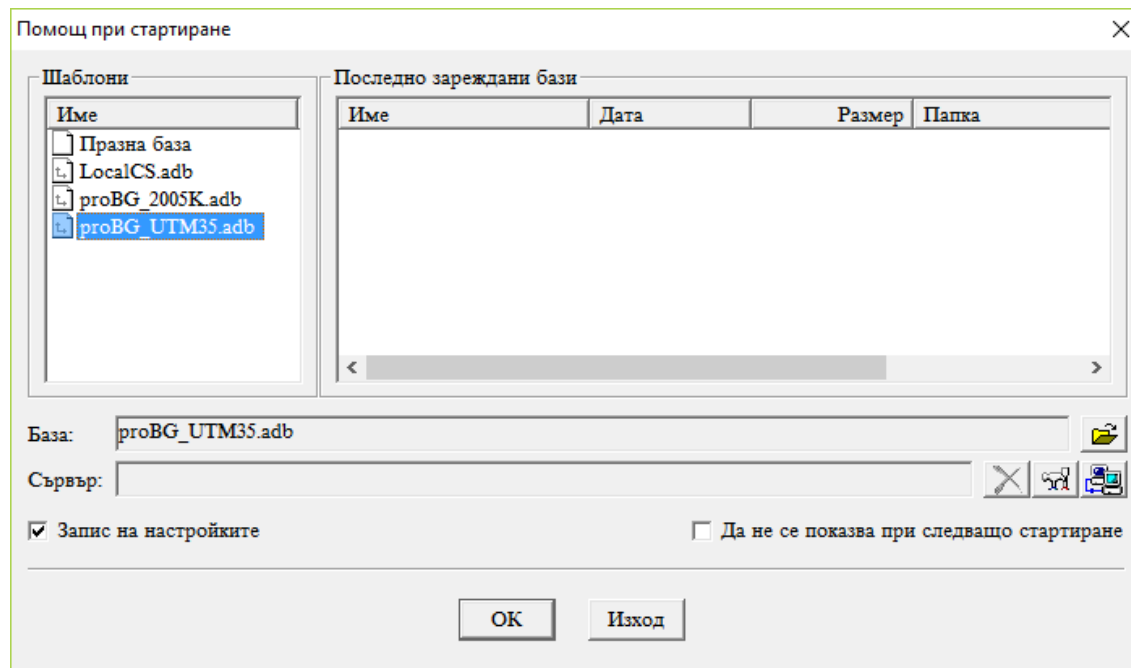 Помощ при стартиране
Шаблони
Име
Празна база
LocalCS.adb
proBG_2005K.adb
proBG_UTM35.adb
Последно зареждани бази
Име Дата Размер Папка
База: proBG_UTM35.adb
Сървър:
Запис на настройките
Да не се показва при следващо стартиране
OK
Изход